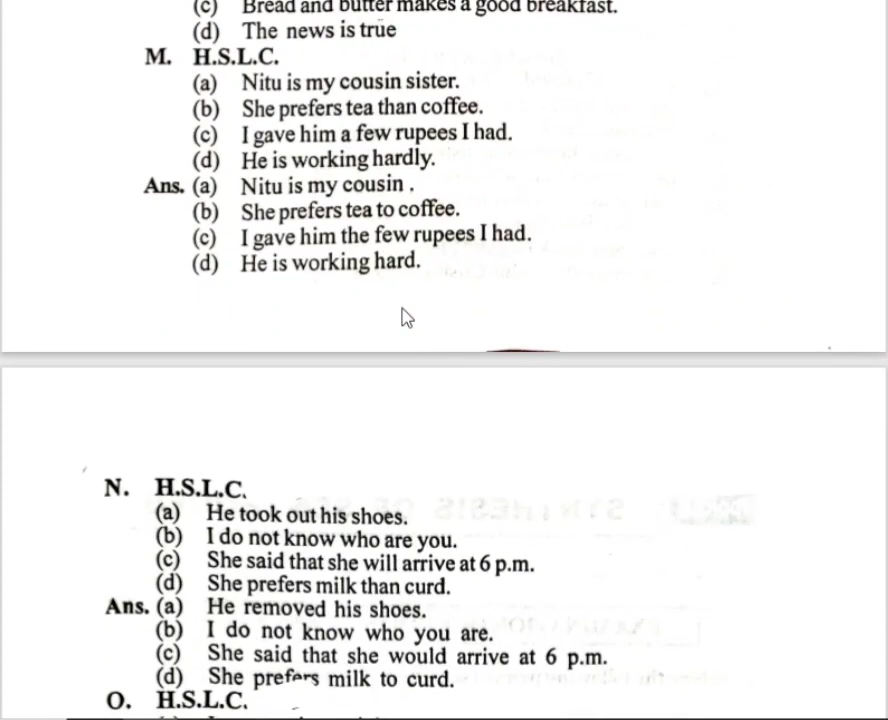 (c) Bread and butter makes a good breakfast.
(d) The news is true
M. H.S.L.C.
(a) Nitu is my cousin sister.
(b) She prefers tea than coffee.
(c) I gave him a few rupees I had.
(d) He is working hardly.
Ans. (a) Nitu is my cousin .
(b) She prefers tea to coffee.
(c) I gave him the few rupees I had.
(d) He is working hard.
N. H.S.L.C.
(a) He took out his shoes.
(b) I do not know who are you.
(c) She said that she will arrive at 6 p.m.
(d) She prefers milk than curd.
Ans. (a) He removed his shoes.
(b) I do not know who you are.
(c) She said that she would arrive at 6 p.m.
(d) She prefers milk to curd.
O. H.S.L.C.